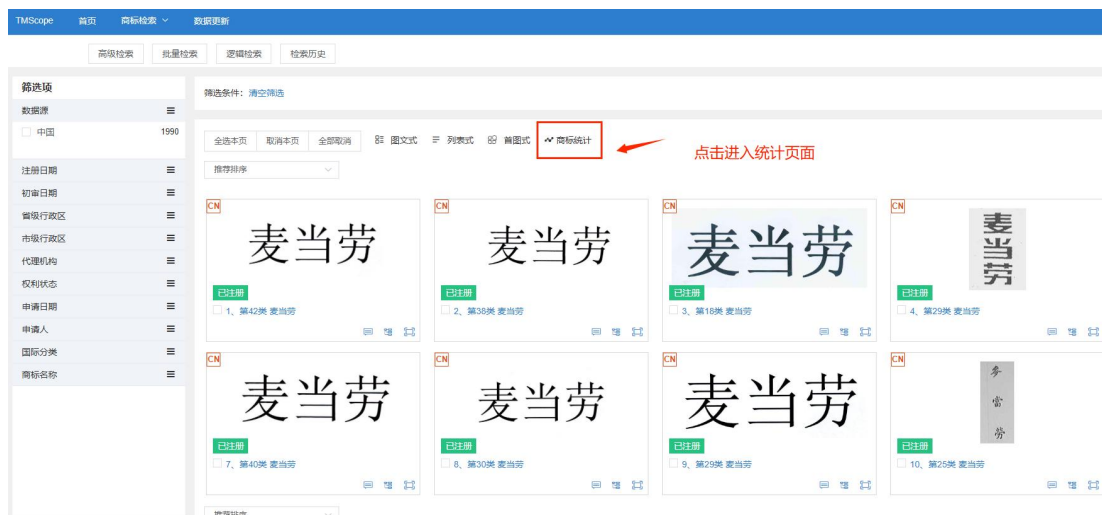 TMScope 首页 商标检索 数据更新
高级检索 批量检索 逻辑检索 检索历史
筛选项
数据源
中国 1990
注册日期
初审日期
省级行政区
市级行政区
代理机构
权利状态
申请日期
申请人
国际分类
商标名称
筛选条件：清空筛选
全选本页 取消本页 全部取消 图文式 列表式 首图式 商标统计
点击进入统计页面
推荐排序
CN CN CN CN
麦当劳 麦当劳 麦当劳 麦当劳
已注册 已注册 已注册
1、第42类 麦当劳 2、第38类 麦当劳 3、第18类 麦当劳 4、第29类 麦当劳
CN CN CN CN
麦当劳 麦当劳 麦当劳 麥當勞
已注册 已注册 已注册 已注册
7、第40类 麦当劳 8、第30类 麦当劳 9、第29类 麦当劳 10、第25类 麦当劳
推荐排序